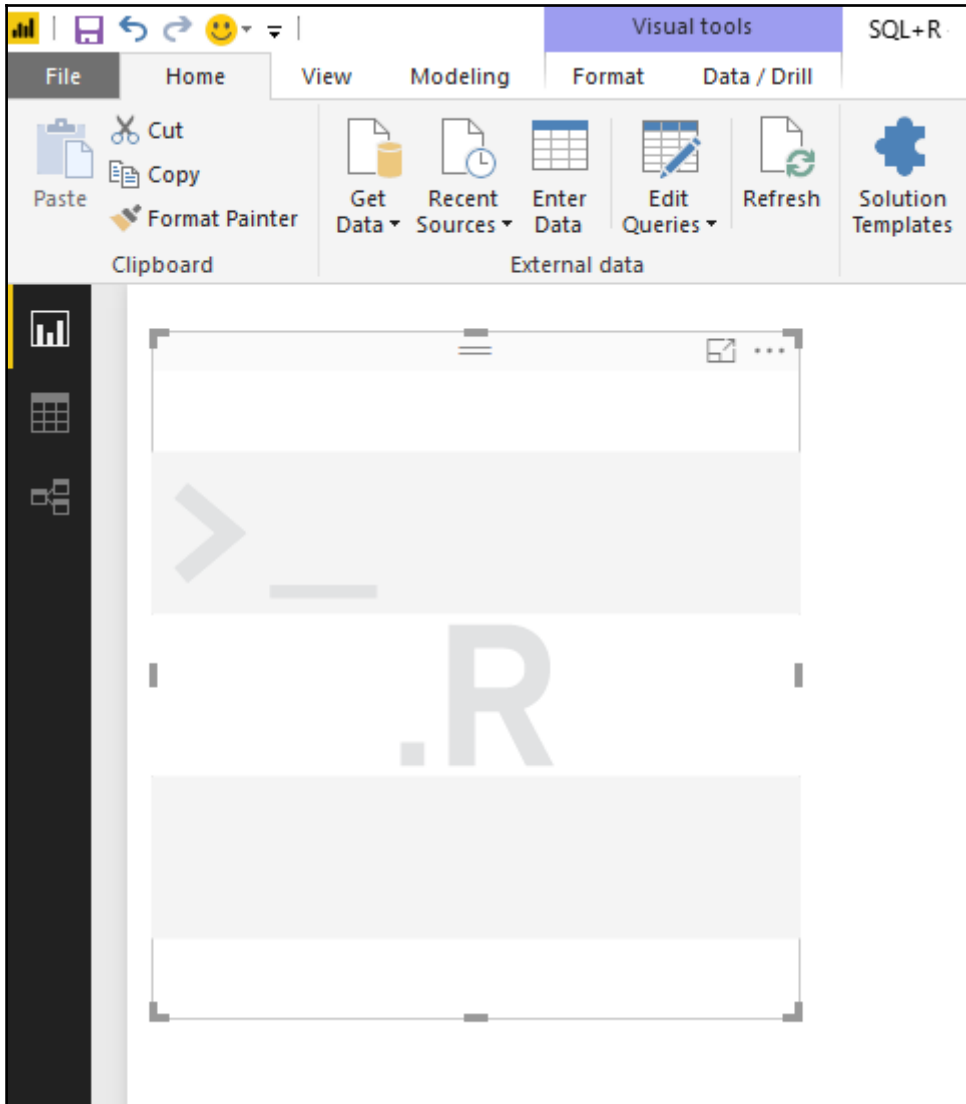 Visual tools SQL+R
File Home View Modeling Format Data / Drill
Cut
Copy
Format Painter
Paste
Get Data
Recent Sources
Enter Data
Edit Queries
Refresh
Solution Templates
Clipboard External data
>_
.R